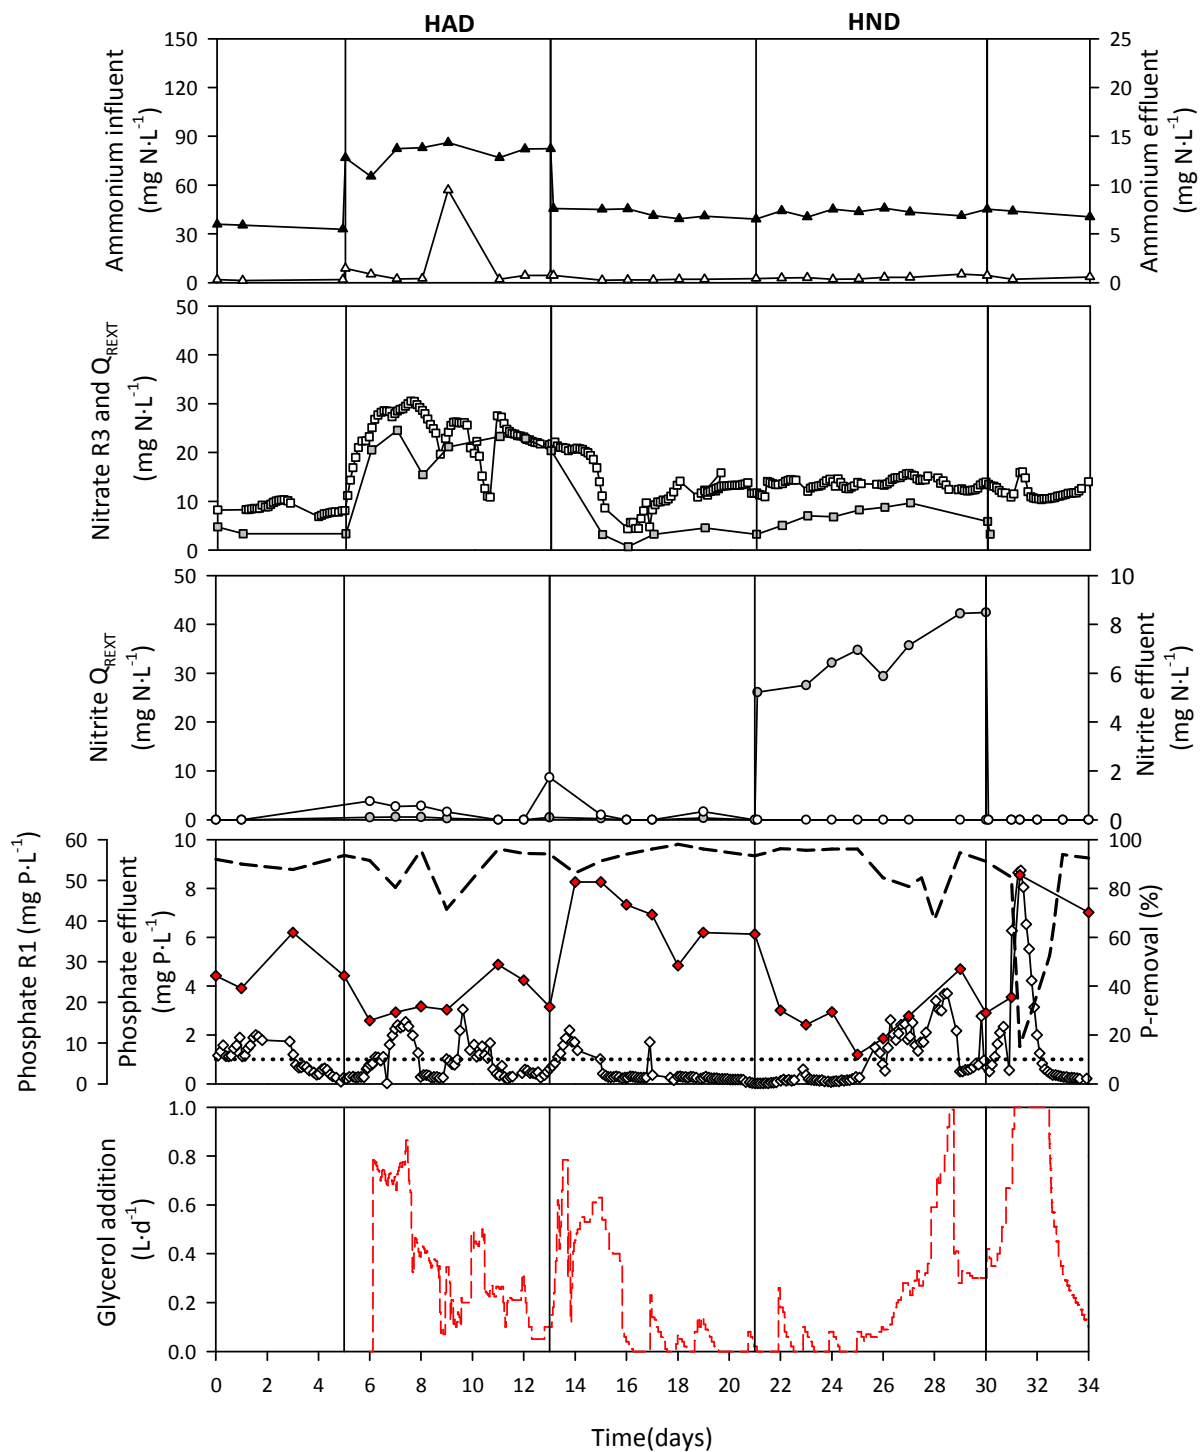 HAD HND
Ammonium influent
(mg N·L⁻¹)
150
120
90
60
30
0
25
20
15
10
5
0
Ammonium effluent
(mg N·L⁻¹)
Nitrate R3 and Q_REXT
(mg N·L⁻¹)
50
40
30
20
10
0
Nitrite Q_REXT
(mg N·L⁻¹)
50
40
30
20
10
0
10
8
6
4
2
0
Nitrite effluent
(mg N·L⁻¹)
Phosphate R1 (mg P·L⁻¹)
60
50
40
30
20
10
0
Phosphate effluent
(mg P·L⁻¹)
10
8
6
4
2
0
100
80
60
40
20
0
P-removal (%)
Glycerol addition
(L·d⁻¹)
1.0
0.8
0.6
0.4
0.2
0.0
0 2 4 6 8 10 12 14 16 18 20 22 24 26 28 30 32 34
Time(days)